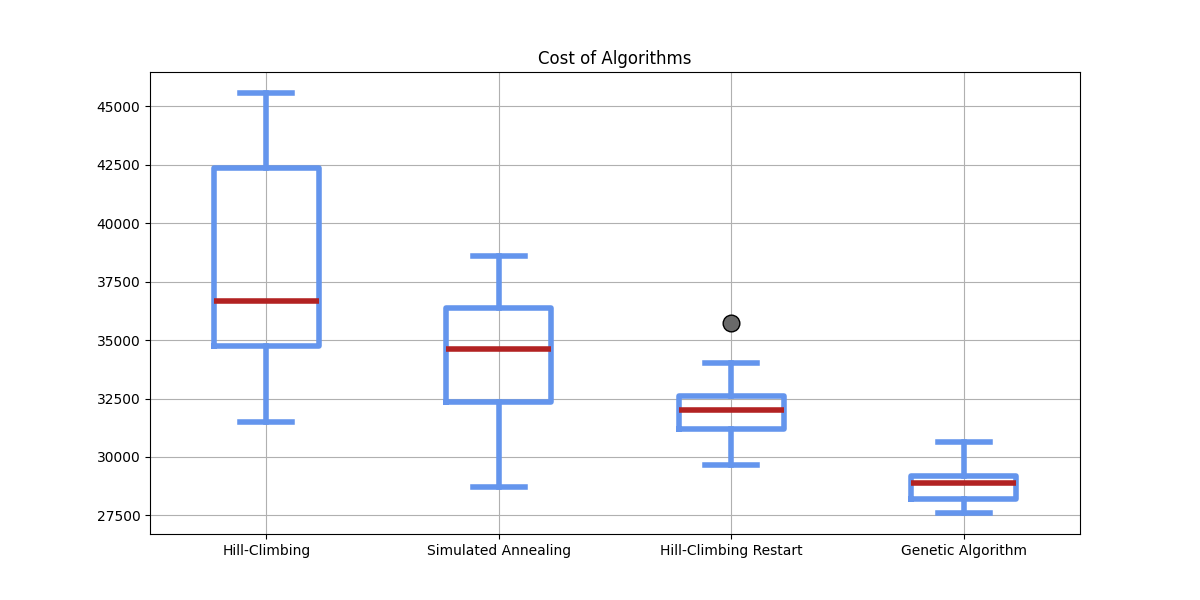 Cost of Algorithms
45000
42500
40000
37500
35000
32500
30000
27500
Hill-Climbing
Simulated Annealing
Hill-Climbing Restart
Genetic Algorithm